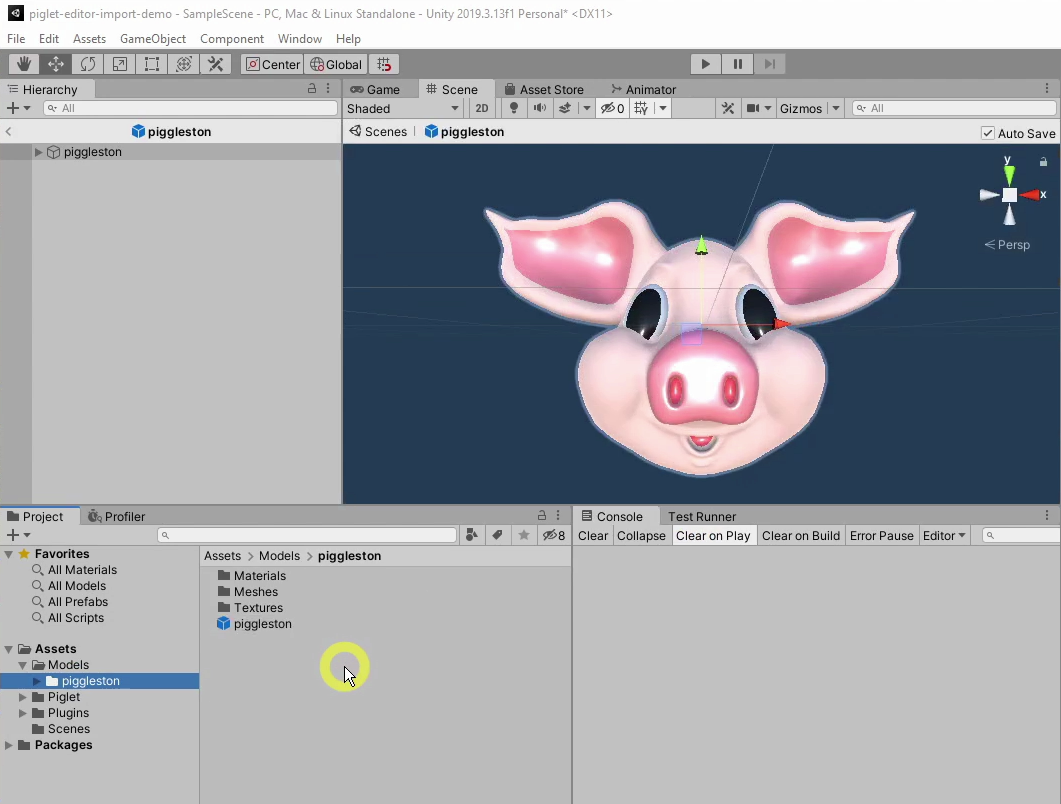 piglet-editor-import-demo - SampleScene - PC, Mac & Linux Standalone - Unity 2019.3.13f1 Personal* <DX11>
File Edit Assets GameObject Component Window Help
Center Global
Hierarchy
All
piggleston
piggleston
Game Scene Asset Store Animator
Shaded 2D 0 Gizmos All
Scenes piggleston Auto Save
y
x
Persp
Project Profiler
8
Favorites
All Materials
All Models
All Prefabs
All Scripts
Assets
Models
piggleston
Piglet
Plugins
Scenes
Packages
Assets > Models > piggleston
Materials
Meshes
Textures
piggleston
Console Test Runner
Clear Collapse Clear on Play Clear on Build Error Pause Editor